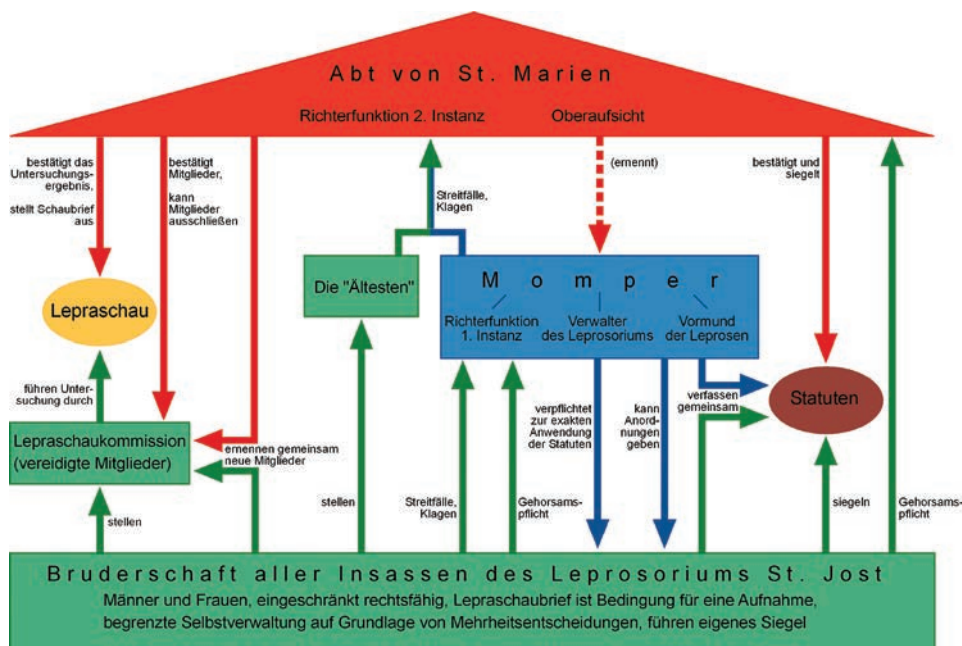 Abt von St. Marien
Richterfunktion 2. Instanz
Oberaufsicht
bestätigt das
Untersuchungs-
ergebnis,
stellt Schaubrief
aus
bestätigt
Mitglieder,
kann
Mitglieder
ausschließen
Streitfälle,
Klagen
(ernennt)
bestätigt und
siegelt
Lepraschau
Die "Ältesten"
Momper
Richterfunktion
1. Instanz
Verwalter
des Leprosoriums
Vormund
der Leprosen
führen Unter-
suchung durch
Statuten
verfassen
gemeinsam
Lepraschaukommission
(vereidigte Mitglieder)
ernennen gemeinsam
neue Mitglieder
verpflichtet
zur exakten
Anwendung
der Statuten
kann
Anord-
nungen
geben
stellen
stellen
Streitfälle,
Klagen
Gehorsams-
pflicht
siegeln
Gehorsams-
pflicht
Bruderschaft aller Insassen des Leprosoriums St. Jost
Männer und Frauen, eingeschränkt rechtsfähig, Lepraschaubrief ist Bedingung für eine Aufnahme,
begrenzte Selbstverwaltung auf Grundlage von Mehrheitsentscheidungen, führen eigenes Siegel